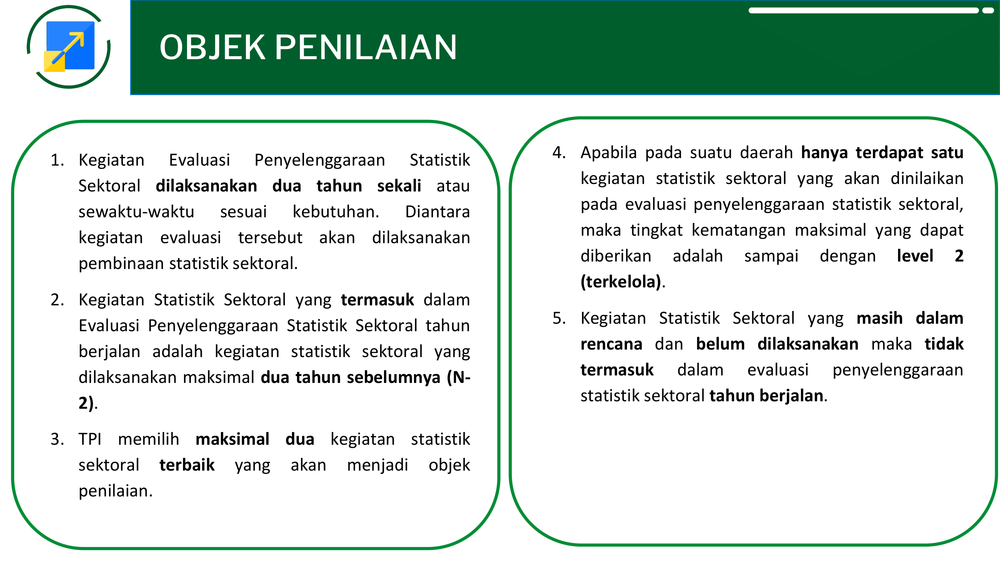 OBJEK PENILAIAN
1. Kegiatan Evaluasi Penyelenggaraan Statistik
Sektoral dilaksanakan dua tahun sekali atau
sewaktu-waktu sesuai kebutuhan. Diantara
kegiatan evaluasi tersebut akan dilaksanakan
pembinaan statistik sektoral.
2. Kegiatan Statistik Sektoral yang termasuk dalam
Evaluasi Penyelenggaraan Statistik Sektoral tahun
berjalan adalah kegiatan statistik sektoral yang
dilaksanakan maksimal dua tahun sebelumnya (N-
2).
3. TPI memilih maksimal dua kegiatan statistik
sektoral terbaik yang akan menjadi objek
penilaian.
4. Apabila pada suatu daerah hanya terdapat satu
kegiatan statistik sektoral yang akan dinilaikan
pada evaluasi penyelenggaraan statistik sektoral,
maka tingkat kematangan maksimal yang dapat
diberikan adalah sampai dengan level 2
(terkelola).
5. Kegiatan Statistik Sektoral yang masih dalam
rencana dan belum dilaksanakan maka tidak
termasuk dalam evaluasi penyelenggaraan
statistik sektoral tahun berjalan.